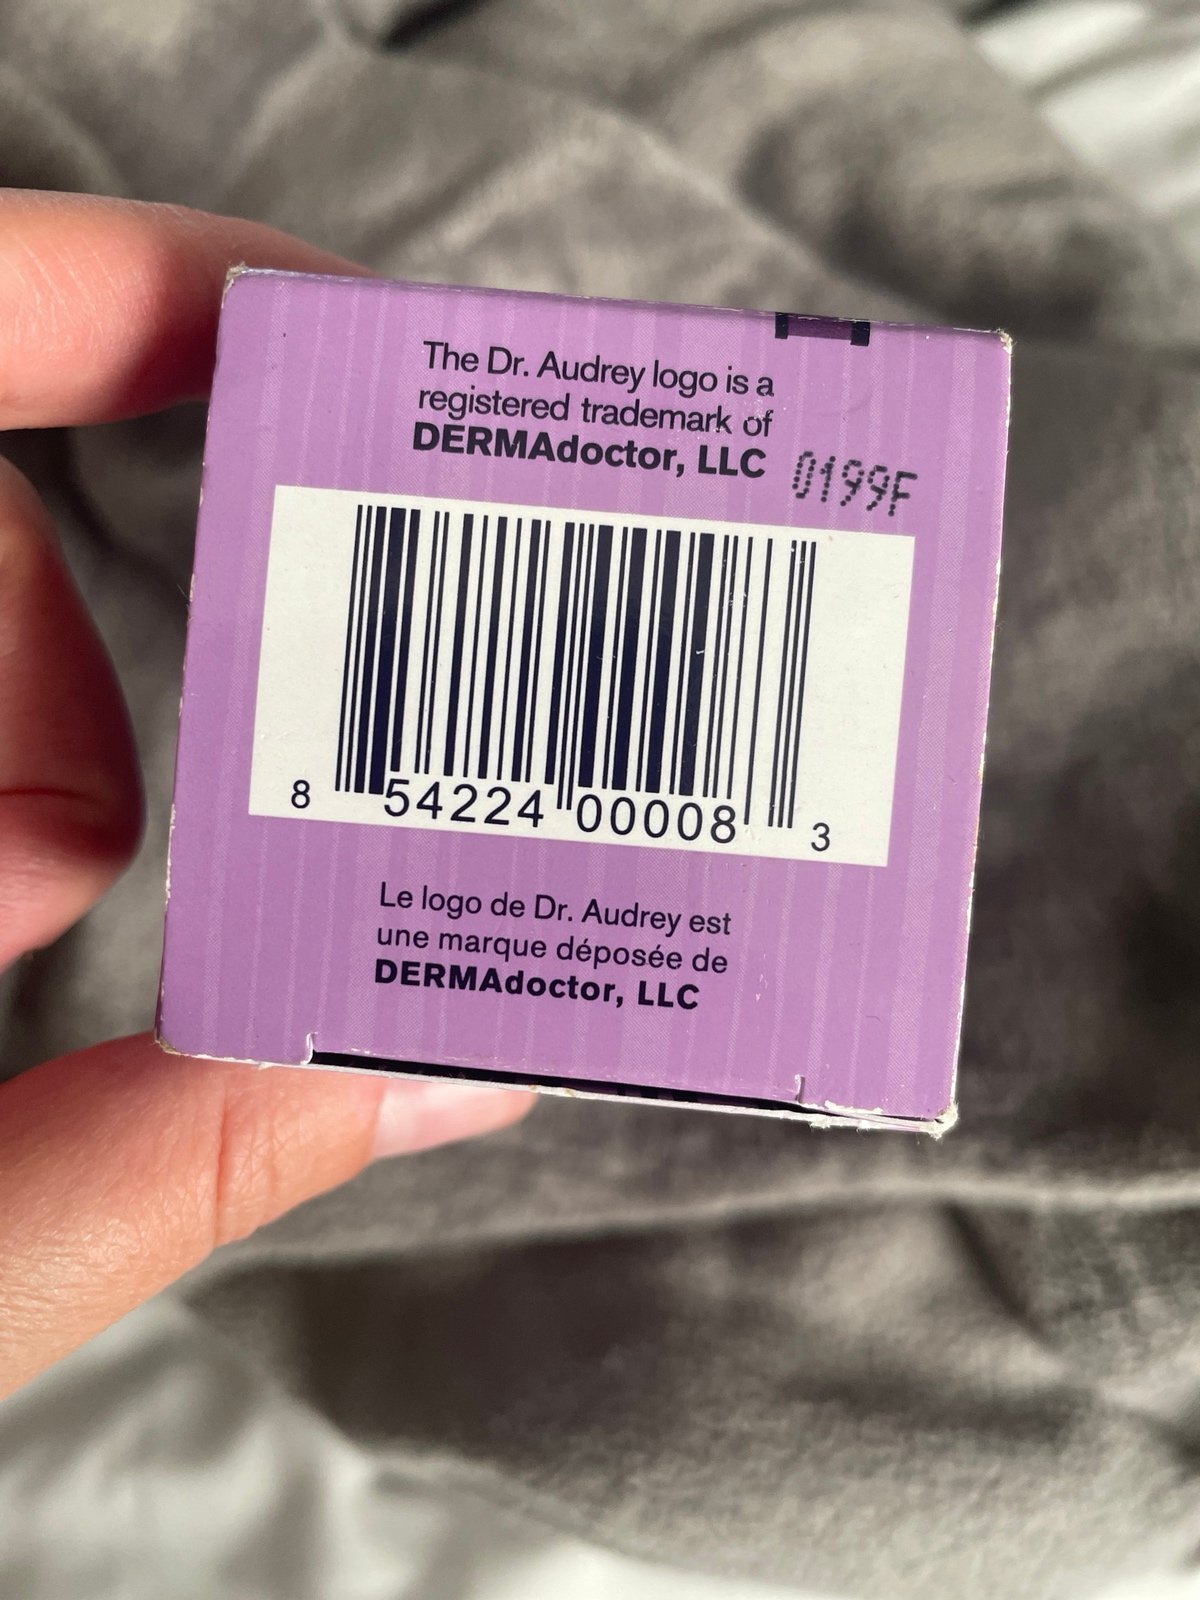 The Dr. Audrey logo is a
registered trademark of
DERMAdoctor, LLC
0199F
8 54224 00008 3
Le logo de Dr. Audrey est
une marque déposée de
DERMAdoctor, LLC